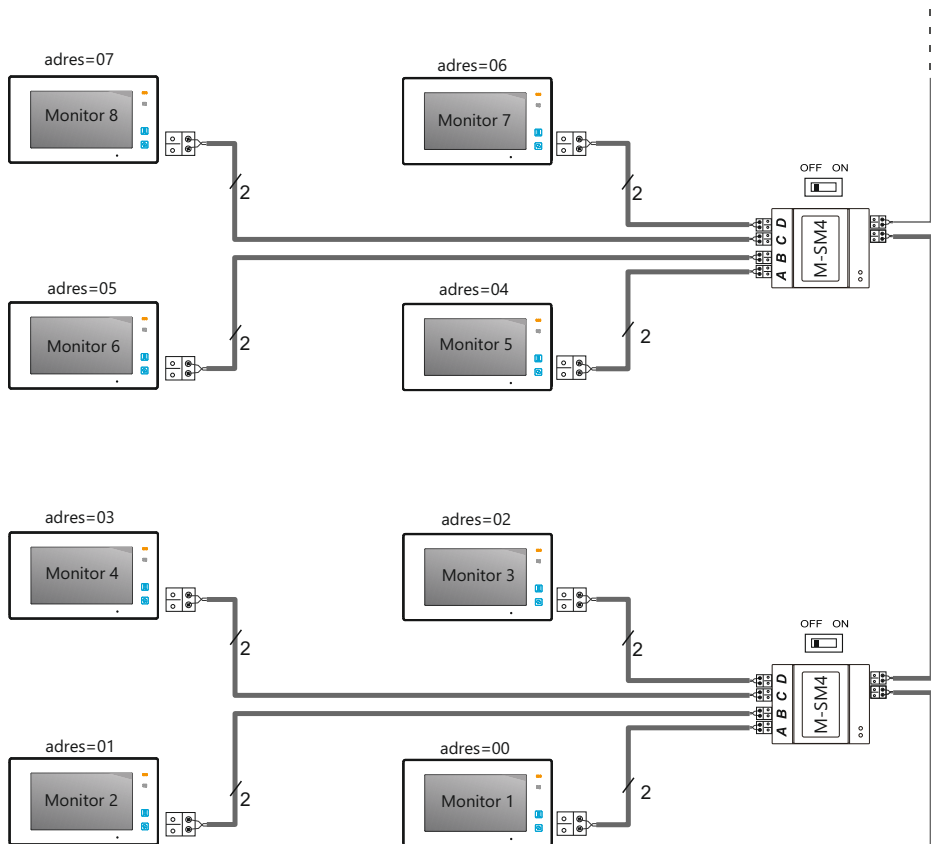 adres=07
adres=06
Monitor 8
Monitor 7
OFF ON
2
2
D
C
B
A
M-SM4
adres=05
adres=04
Monitor 6
Monitor 5
2
2
adres=03
adres=02
Monitor 4
Monitor 3
OFF ON
2
2
D
C
B
A
M-SM4
adres=01
adres=00
Monitor 2
Monitor 1
2
2